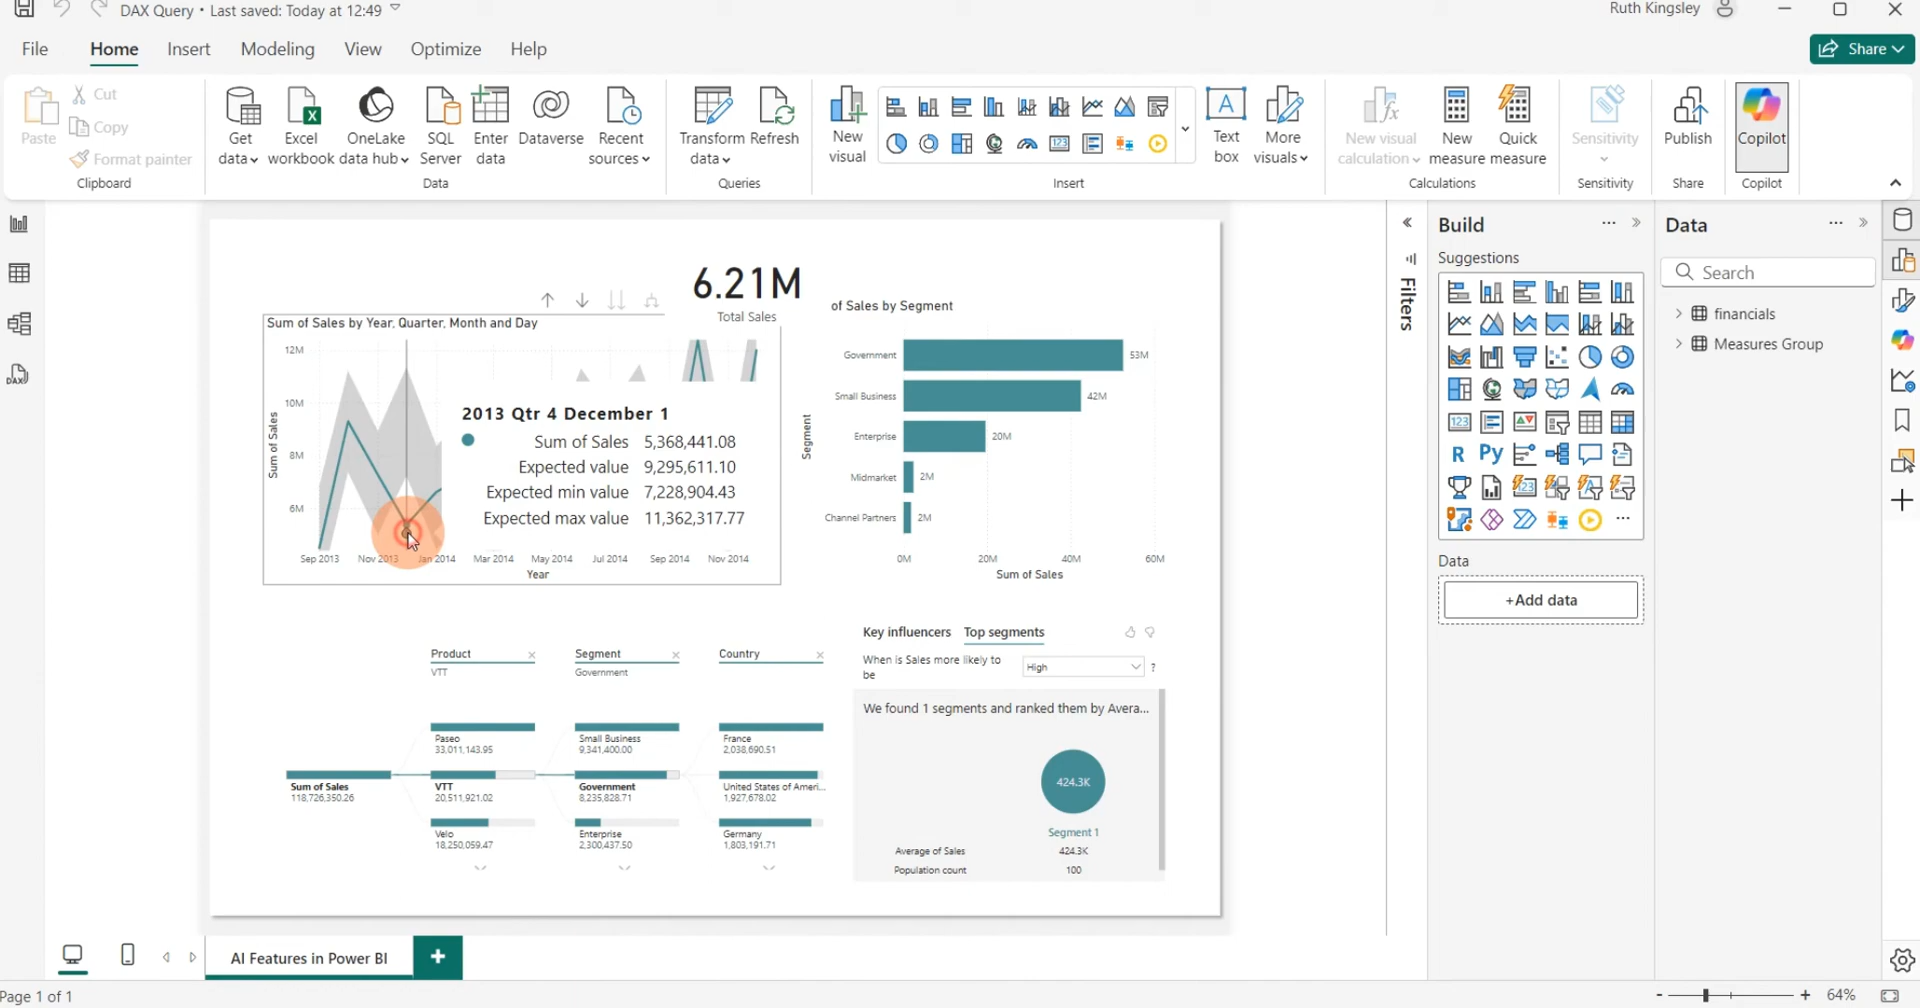 DAX Query • Last saved: Today at 12:49
Ruth Kingsley
File
Home
Insert
Modeling
View
Optimize
Help
Share
Paste
Cut
Copy
Format painter
Clipboard
Get data
Excel workbook
OneLake data hub
SQL Server
Enter data
Dataverse
Recent sources
Data
Transform data
Refresh
Queries
New visual
Text box
More visuals
Insert
New visual calculation
New measure
Quick measure
Calculations
Sensitivity
Sensitivity
Publish
Share
Copilot
Copilot
6.21M
Total Sales
Sum of Sales by Year, Quarter, Month and Day
12M
10M
8M
6M
Sum of Sales
2013 Qtr 4 December 1
Sum of Sales 5,368,441.08
Expected value 9,295,611.10
Expected min value 7,228,904.43
Expected max value 11,362,317.77
Sep 2013 Nov 2013 Jan 2014 Mar 2014 May 2014 Jul 2014 Sep 2014 Nov 2014
Year
of Sales by Segment
Segment
Government 53M
Small Business 42M
Enterprise 20M
Midmarket 2M
Channel Partners 2M
0M 20M 40M 60M
Sum of Sales
Product
VTT
Segment
Government
Country
Sum of Sales
118,726,350.26
Paseo
33,011,143.95
VTT
20,511,921.02
Velo
18,250,059.47
Small Business
9,341,400.00
Government
8,235,828.71
Enterprise
2,300,437.50
France
2,038,690.51
United States of Ameri...
1,927,678.02
Germany
1,803,191.71
Key influencers
Top segments
When is Sales more likely to
be
High
?
We found 1 segments and ranked them by Avera...
424.3K
Segment 1
Average of Sales 424.3K
Population count 100
Filters
Build
Suggestions
R
Py
123
Data
+Add data
Data
Search
financials
Measures Group
DAX
AI Features in Power BI
Page 1 of 1
64%